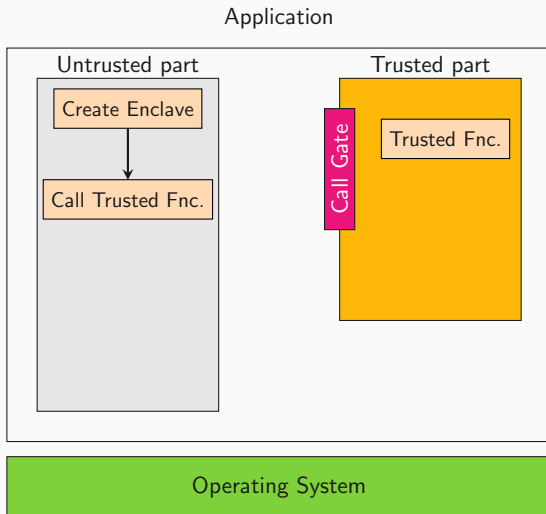 Application
Untrusted part
Trusted part
Create Enclave
Call Gate
Trusted Fnc.
Call Trusted Fnc.
Operating System